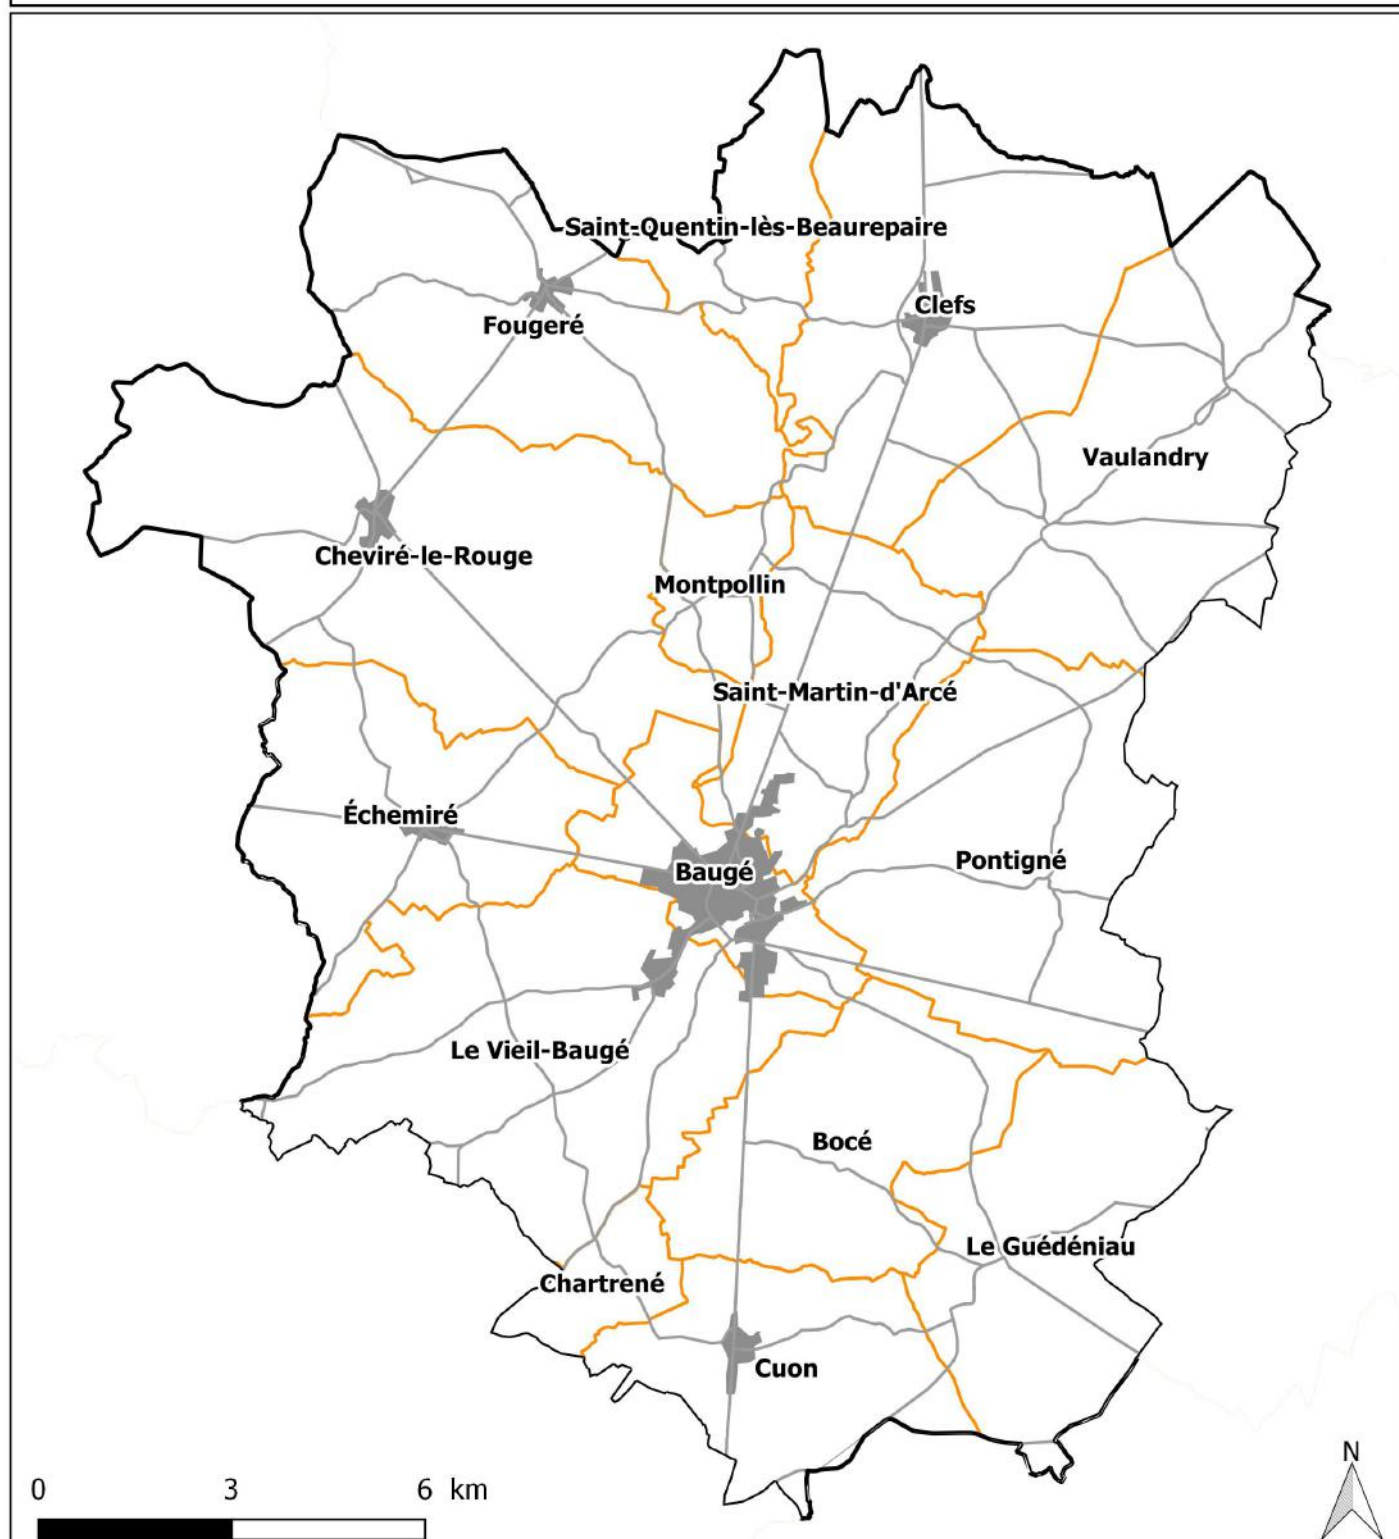 Saint-Quentin-lès-Beaurepaire
Clefs
Fougeré
Vaulandry
Cheviré-le-Rouge
Montpollin
Saint-Martin-d'Arcé
Échemiré
Pontigné
Baugé
Le Vieil-Baugé
Bocé
Le Guédéniau
Chartrené
Cuon
N
0 3 6 km